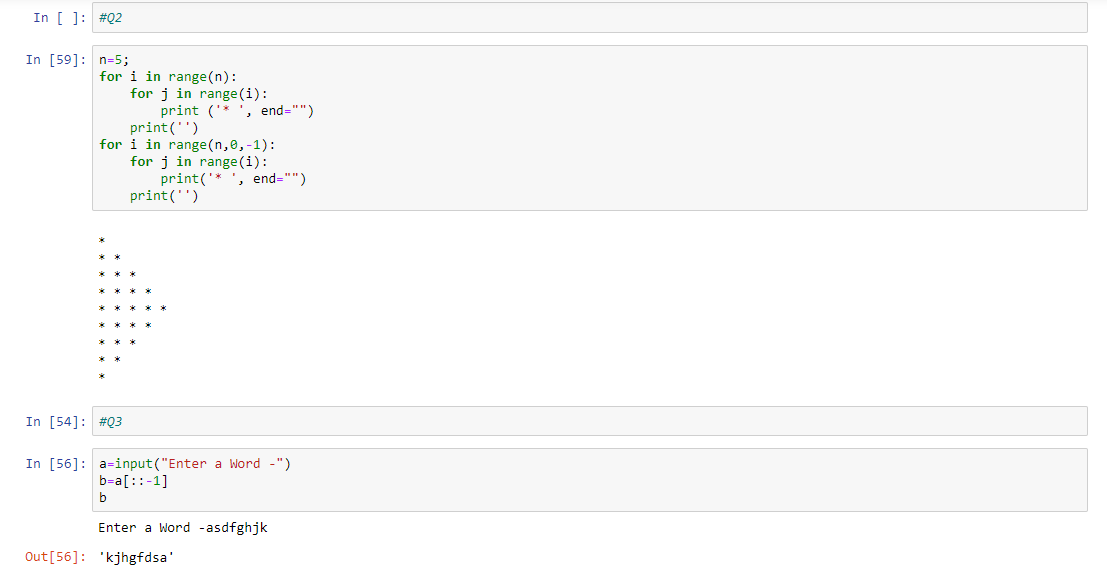 In [ ]: #Q2
In [59]: n=5;
for i in range(n):
    for j in range(i):
        print ('* ', end="")
    print('')
for i in range(n,0,-1):
    for j in range(i):
        print('* ', end="")
    print('')
*
* *
* * *
* * * *
* * * * *
* * * *
* * *
* *
*
In [54]: #Q3
In [56]: a=input("Enter a Word -")
b=a[::-1]
b
Enter a Word -asdfghjk
Out[56]: 'kjhgfdsa'